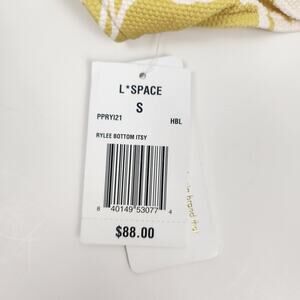 L*SPACE
S
PPRYI21 HBL
RYLEE BOTTOM ITSY
8 40149 53077 4
$88.00